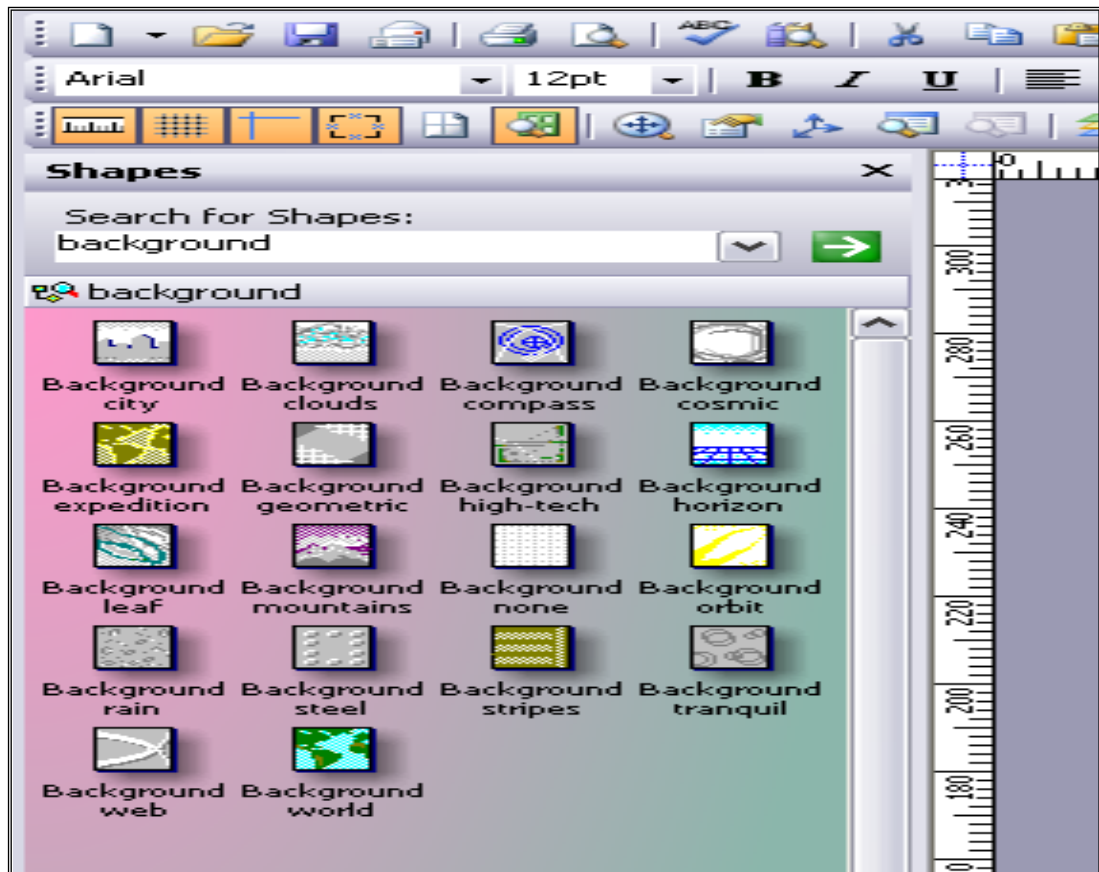 ABC
Arial 12pt B I U
Shapes
Search for Shapes:
background
background
Background Background Background Background
city clouds compass cosmic
Background Background Background Background
expedition geometric high-tech horizon
Background Background Background Background
leaf mountains none orbit
Background Background Background Background
rain steel stripes tranquil
Background Background
web world
0
300
280
260
240
220
200
180